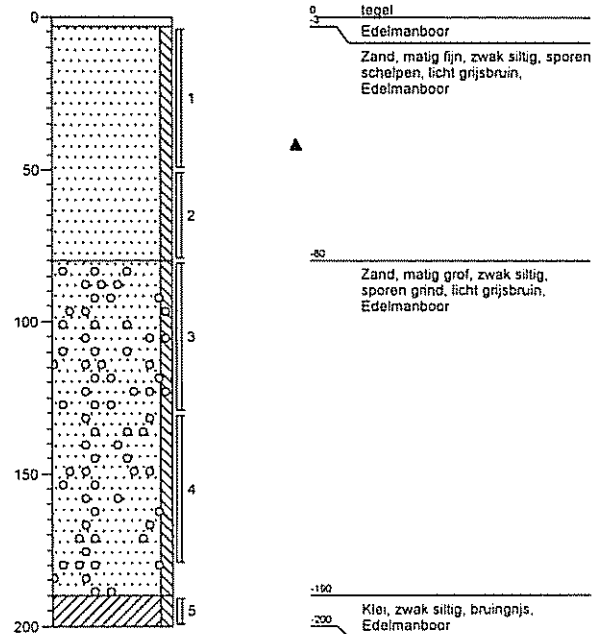 0
50
100
150
200
1
2
3
4
5
0 tegel
-3
Edelmanboor
Zand, matig fijn, zwak siltig, sporen
schelpen, licht grijsbruin,
Edelmanboor
-80
Zand, matig grof, zwak siltig,
sporen grind, licht grijsbruin,
Edelmanboor
-190
Klei, zwak siltig, bruingrijs,
Edelmanboor
-200